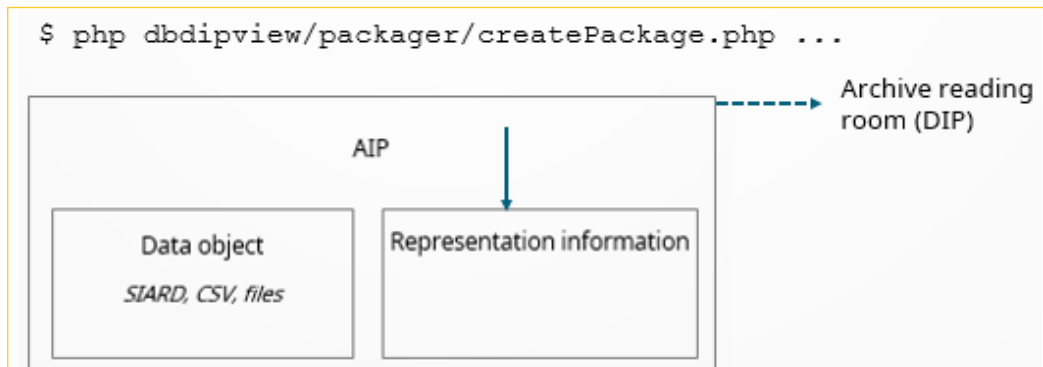 $ php dbdipview/packager/createPackage.php ...
Archive reading
room (DIP)
AIP
Data object
SIARD, CSV, files
Representation information